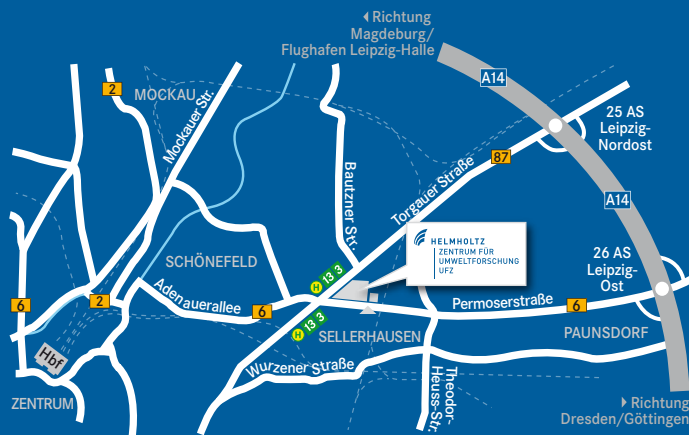 Richtung
Magdeburg/
Flughafen Leipzig-Halle
A14
2
MOCKAU
Mockauer Str.
25 AS
Leipzig-
Nordost
87
Torgauer Straße
Bautzner Str.
A14
HELMHOLTZ
ZENTRUM FÜR
UMWELTFORSCHUNG
UFZ
SCHÖNEFELD
26 AS
Leipzig-
Ost
H 13 3
Adenauerallee
6
2
6
Permoserstraße
6
H 13 3
SELLERHAUSEN
PAUNSDORF
Hbf
Wurzener Straße
Theodor-
Heuss-Str.
ZENTRUM
Richtung
Dresden/Göttingen